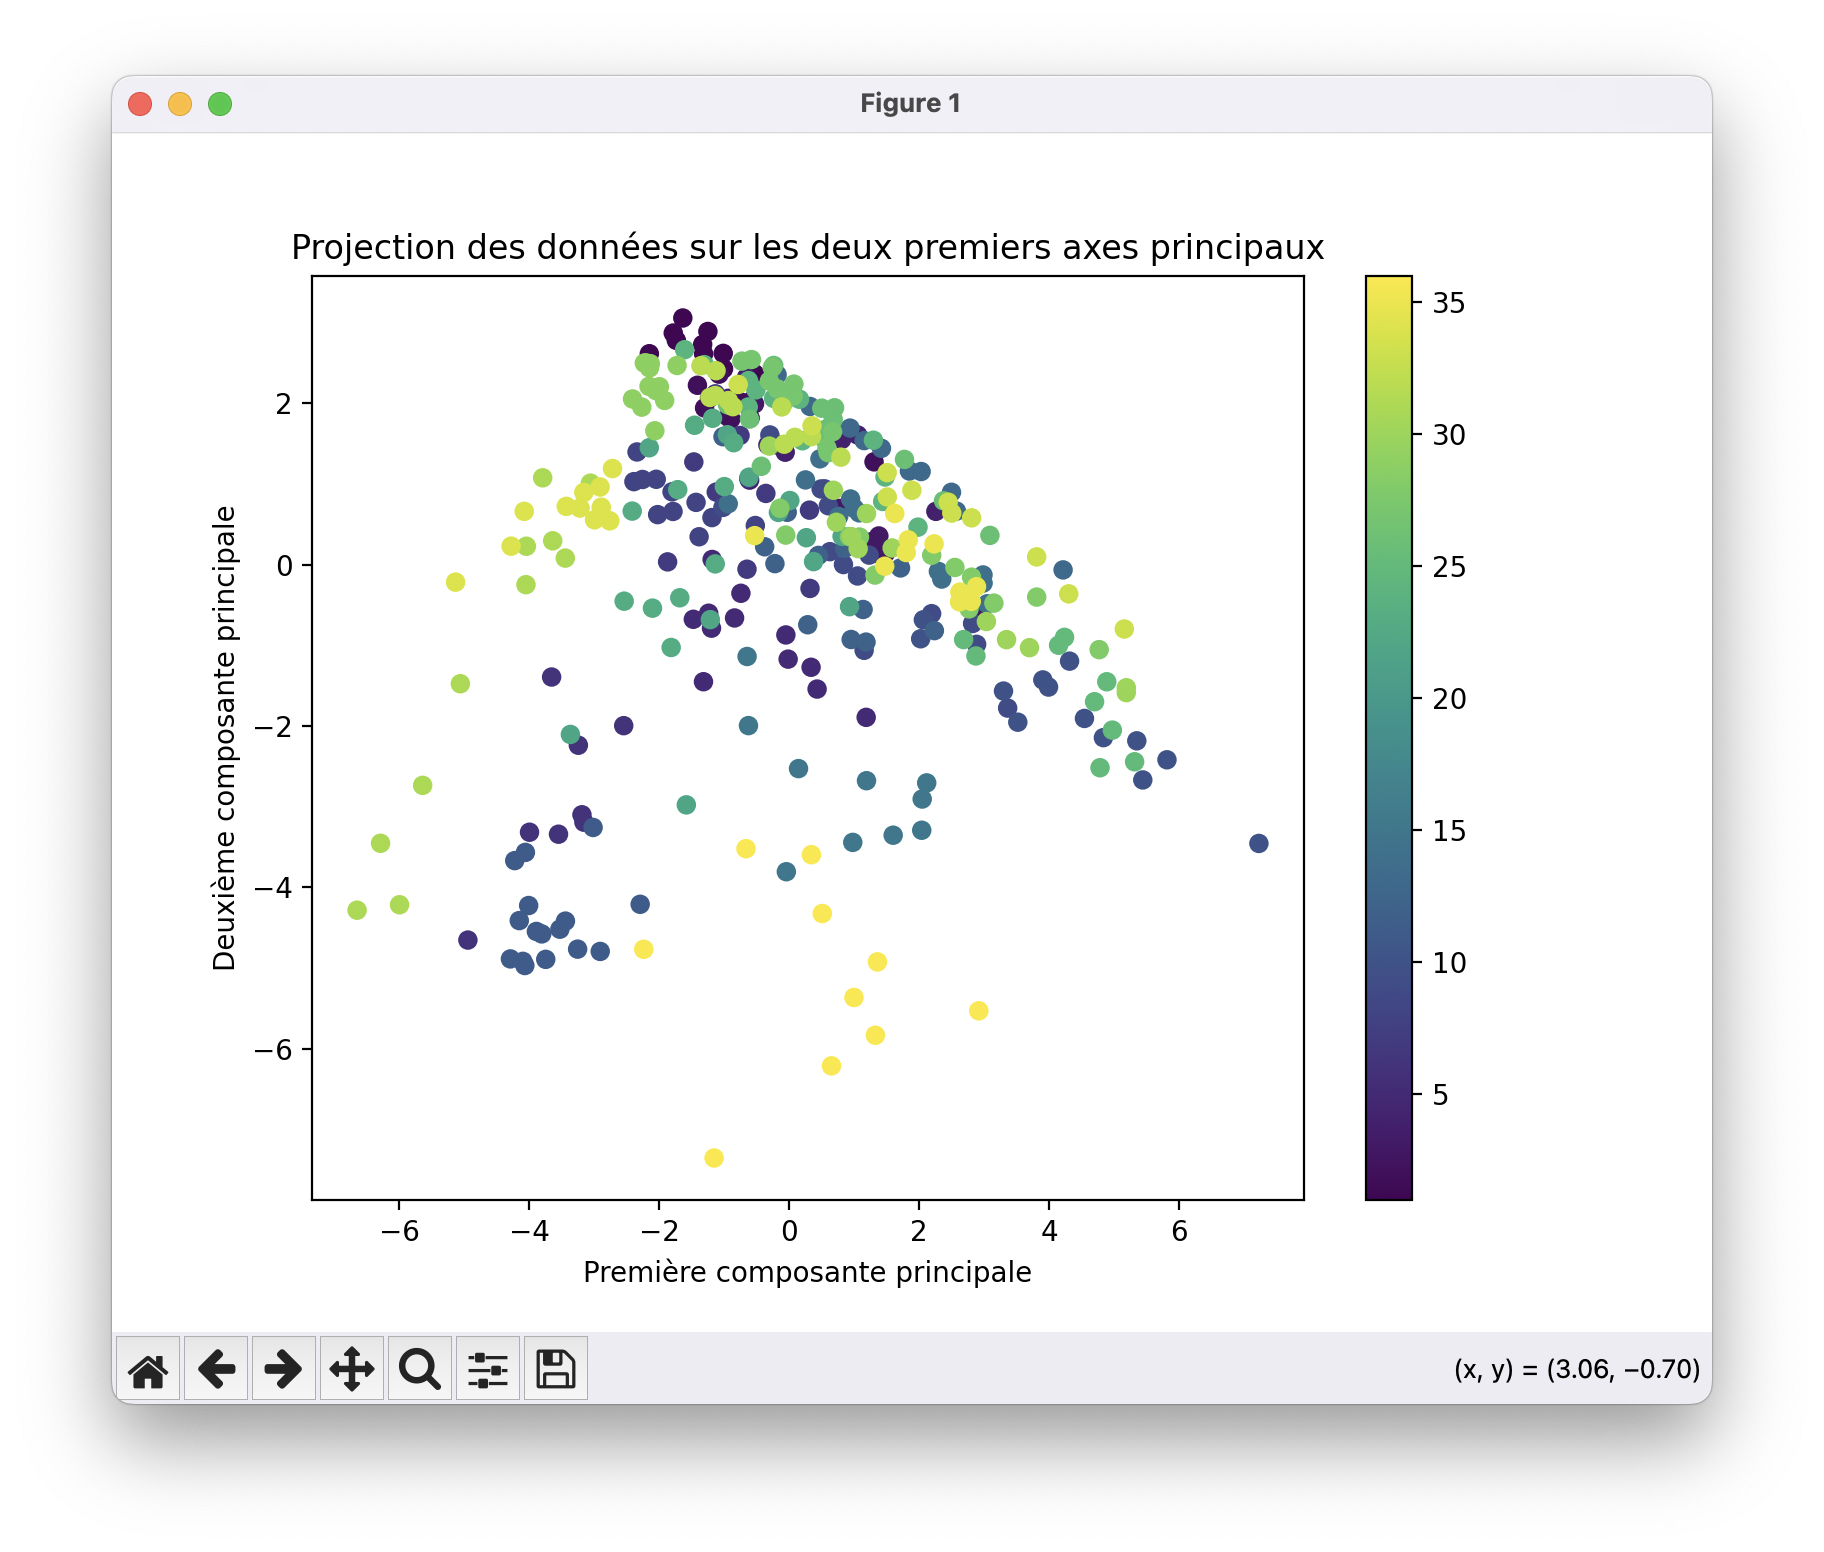 Figure 1
Projection des données sur les deux premiers axes principaux
Deuxième composante principale
2
0
−2
−4
−6
−6 −4 −2 0 2 4 6
Première composante principale
35
30
25
20
15
10
5
(x, y) = (3.06, −0.70)